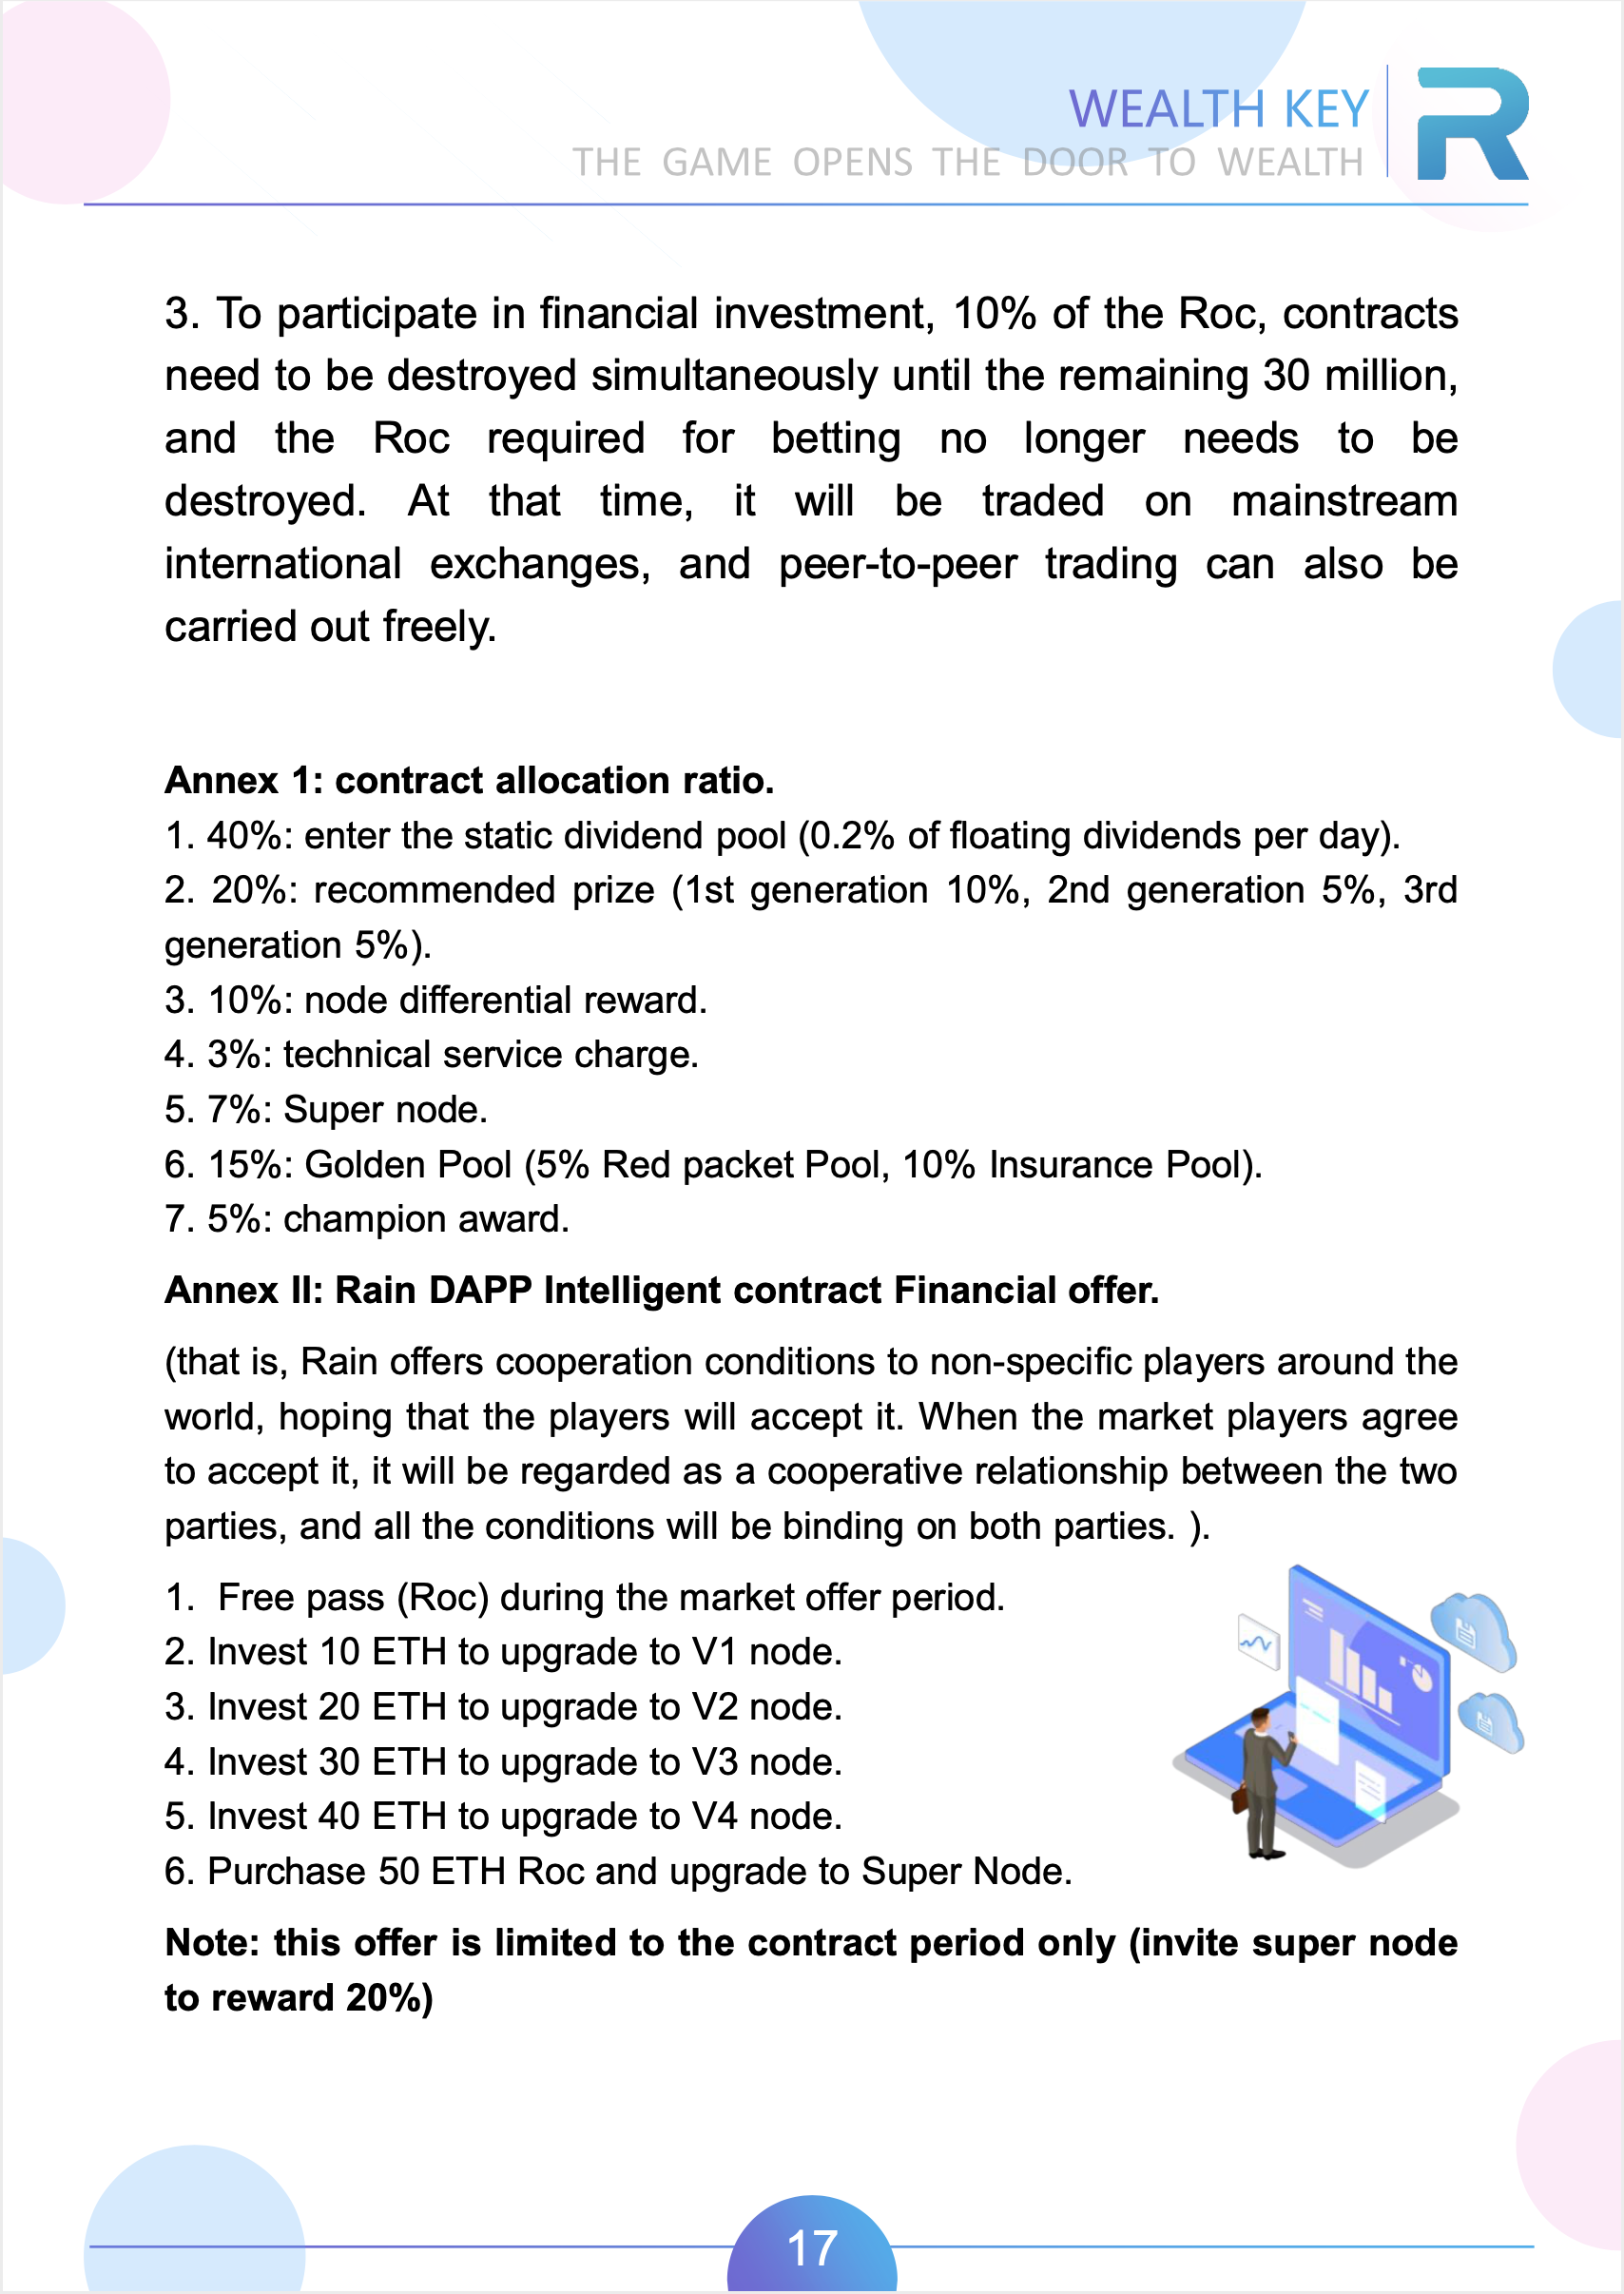 WEALTH KEY
THE GAME OPENS THE DOOR TO WEALTH
3. To participate in financial investment, 10% of the Roc, contracts
need to be destroyed simultaneously until the remaining 30 million,
and the Roc required for betting no longer needs to be
destroyed. At that time, it will be traded on mainstream
international exchanges, and peer-to-peer trading can also be
carried out freely.
Annex 1: contract allocation ratio.
1. 40%: enter the static dividend pool (0.2% of floating dividends per day).
2. 20%: recommended prize (1st generation 10%, 2nd generation 5%, 3rd
generation 5%).
3. 10%: node differential reward.
4. 3%: technical service charge.
5. 7%: Super node.
6. 15%: Golden Pool (5% Red packet Pool, 10% Insurance Pool).
7. 5%: champion award.
Annex II: Rain DAPP Intelligent contract Financial offer.
(that is, Rain offers cooperation conditions to non-specific players around the
world, hoping that the players will accept it. When the market players agree
to accept it, it will be regarded as a cooperative relationship between the two
parties, and all the conditions will be binding on both parties. ).
1. Free pass (Roc) during the market offer period.
2. Invest 10 ETH to upgrade to V1 node.
3. Invest 20 ETH to upgrade to V2 node.
4. Invest 30 ETH to upgrade to V3 node.
5. Invest 40 ETH to upgrade to V4 node.
6. Purchase 50 ETH Roc and upgrade to Super Node.
Note: this offer is limited to the contract period only (invite super node
to reward 20%)
17